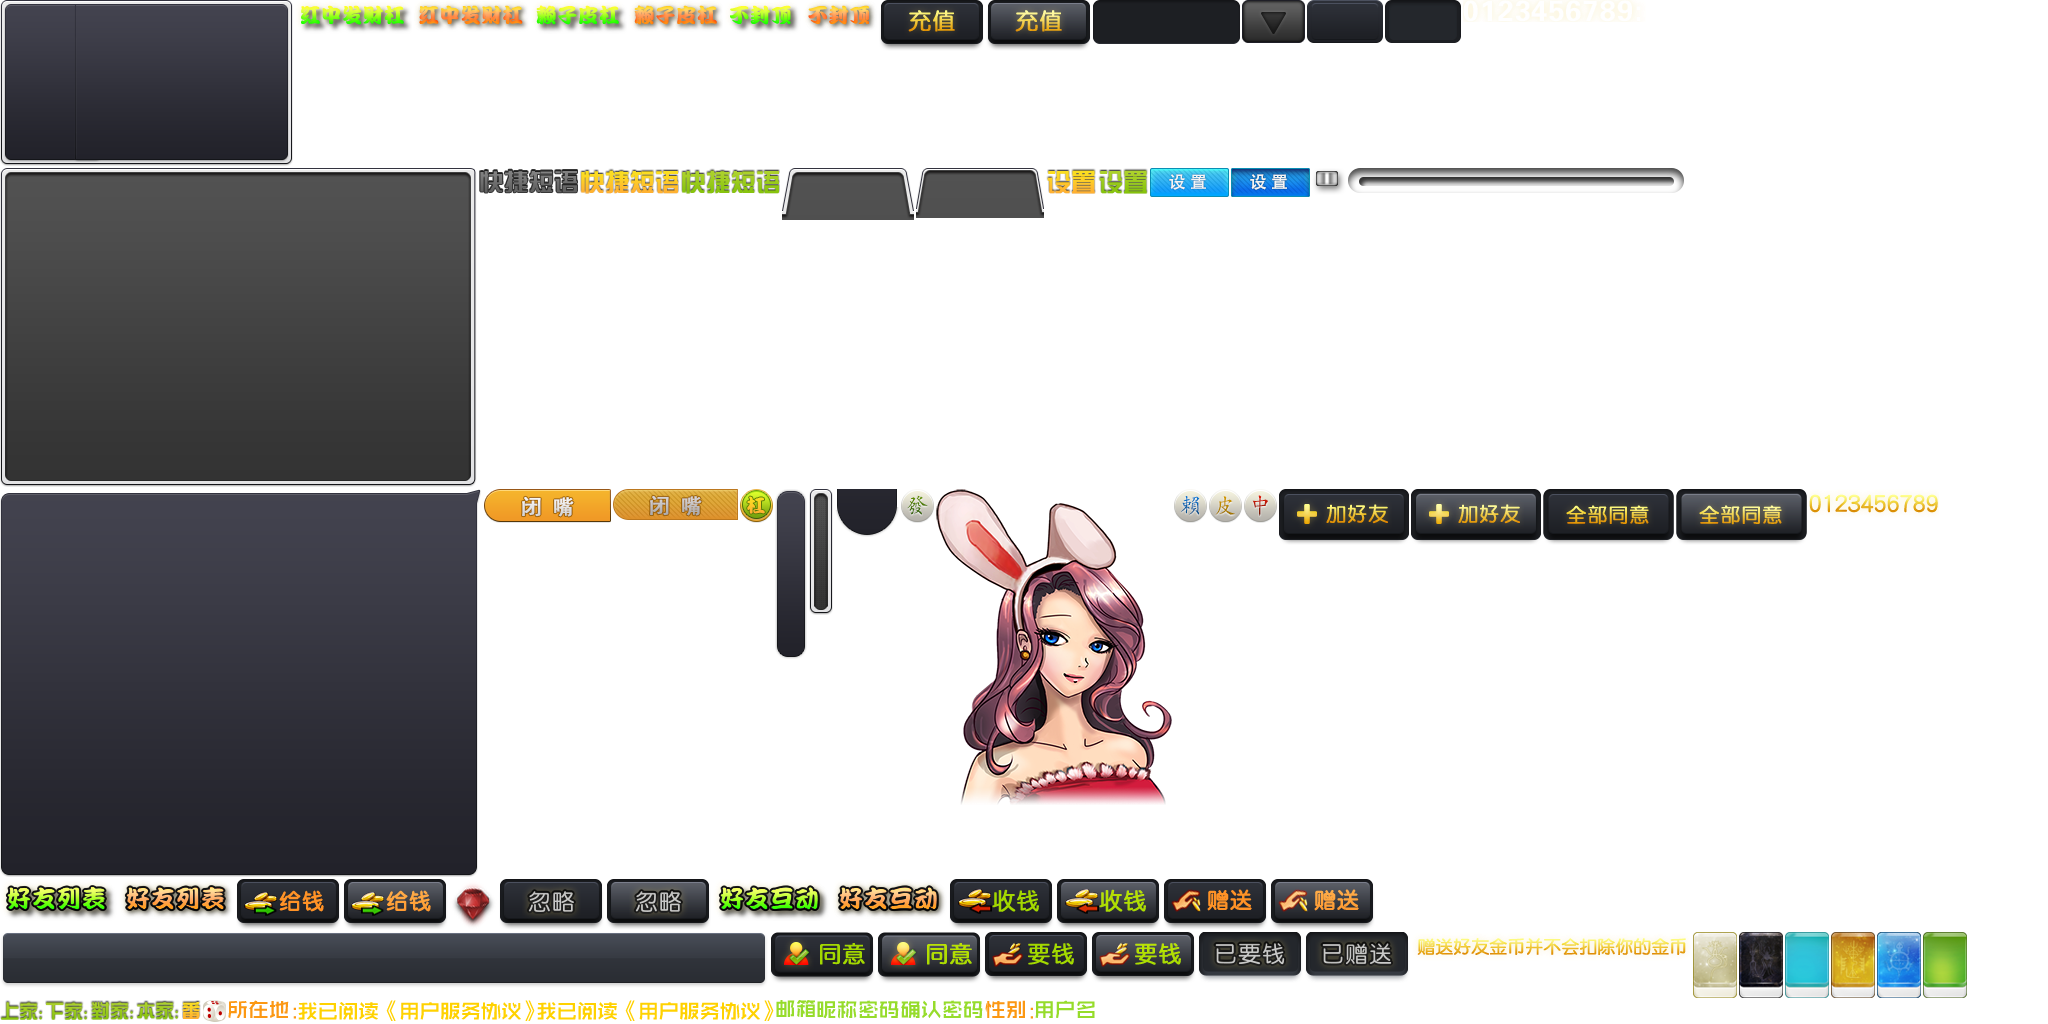 红中发财杠 红中发财杠 赖子皮杠 赖子皮杠 不封顶 不封顶 充值 充值 0123456789
快捷短语 快捷短语 快捷短语 设置 设置 设置 设置
闭嘴 闭嘴 杠 發 賴 皮 中 加好友 加好友 全部同意 全部同意 0123456789
好友列表 好友列表 给钱 给钱 忽略 忽略 好友互动 好友互动 收钱 收钱 赠送 赠送
同意 同意 要钱 要钱 已要钱 已赠送 赠送好友金币并不会扣除你的金币
上家: 下家: 對家: 本家: 番 所在地: 我已阅读《用户服务协议》 我已阅读《用户服务协议》 邮箱 昵称 密码 确认密码 性别: 用户名